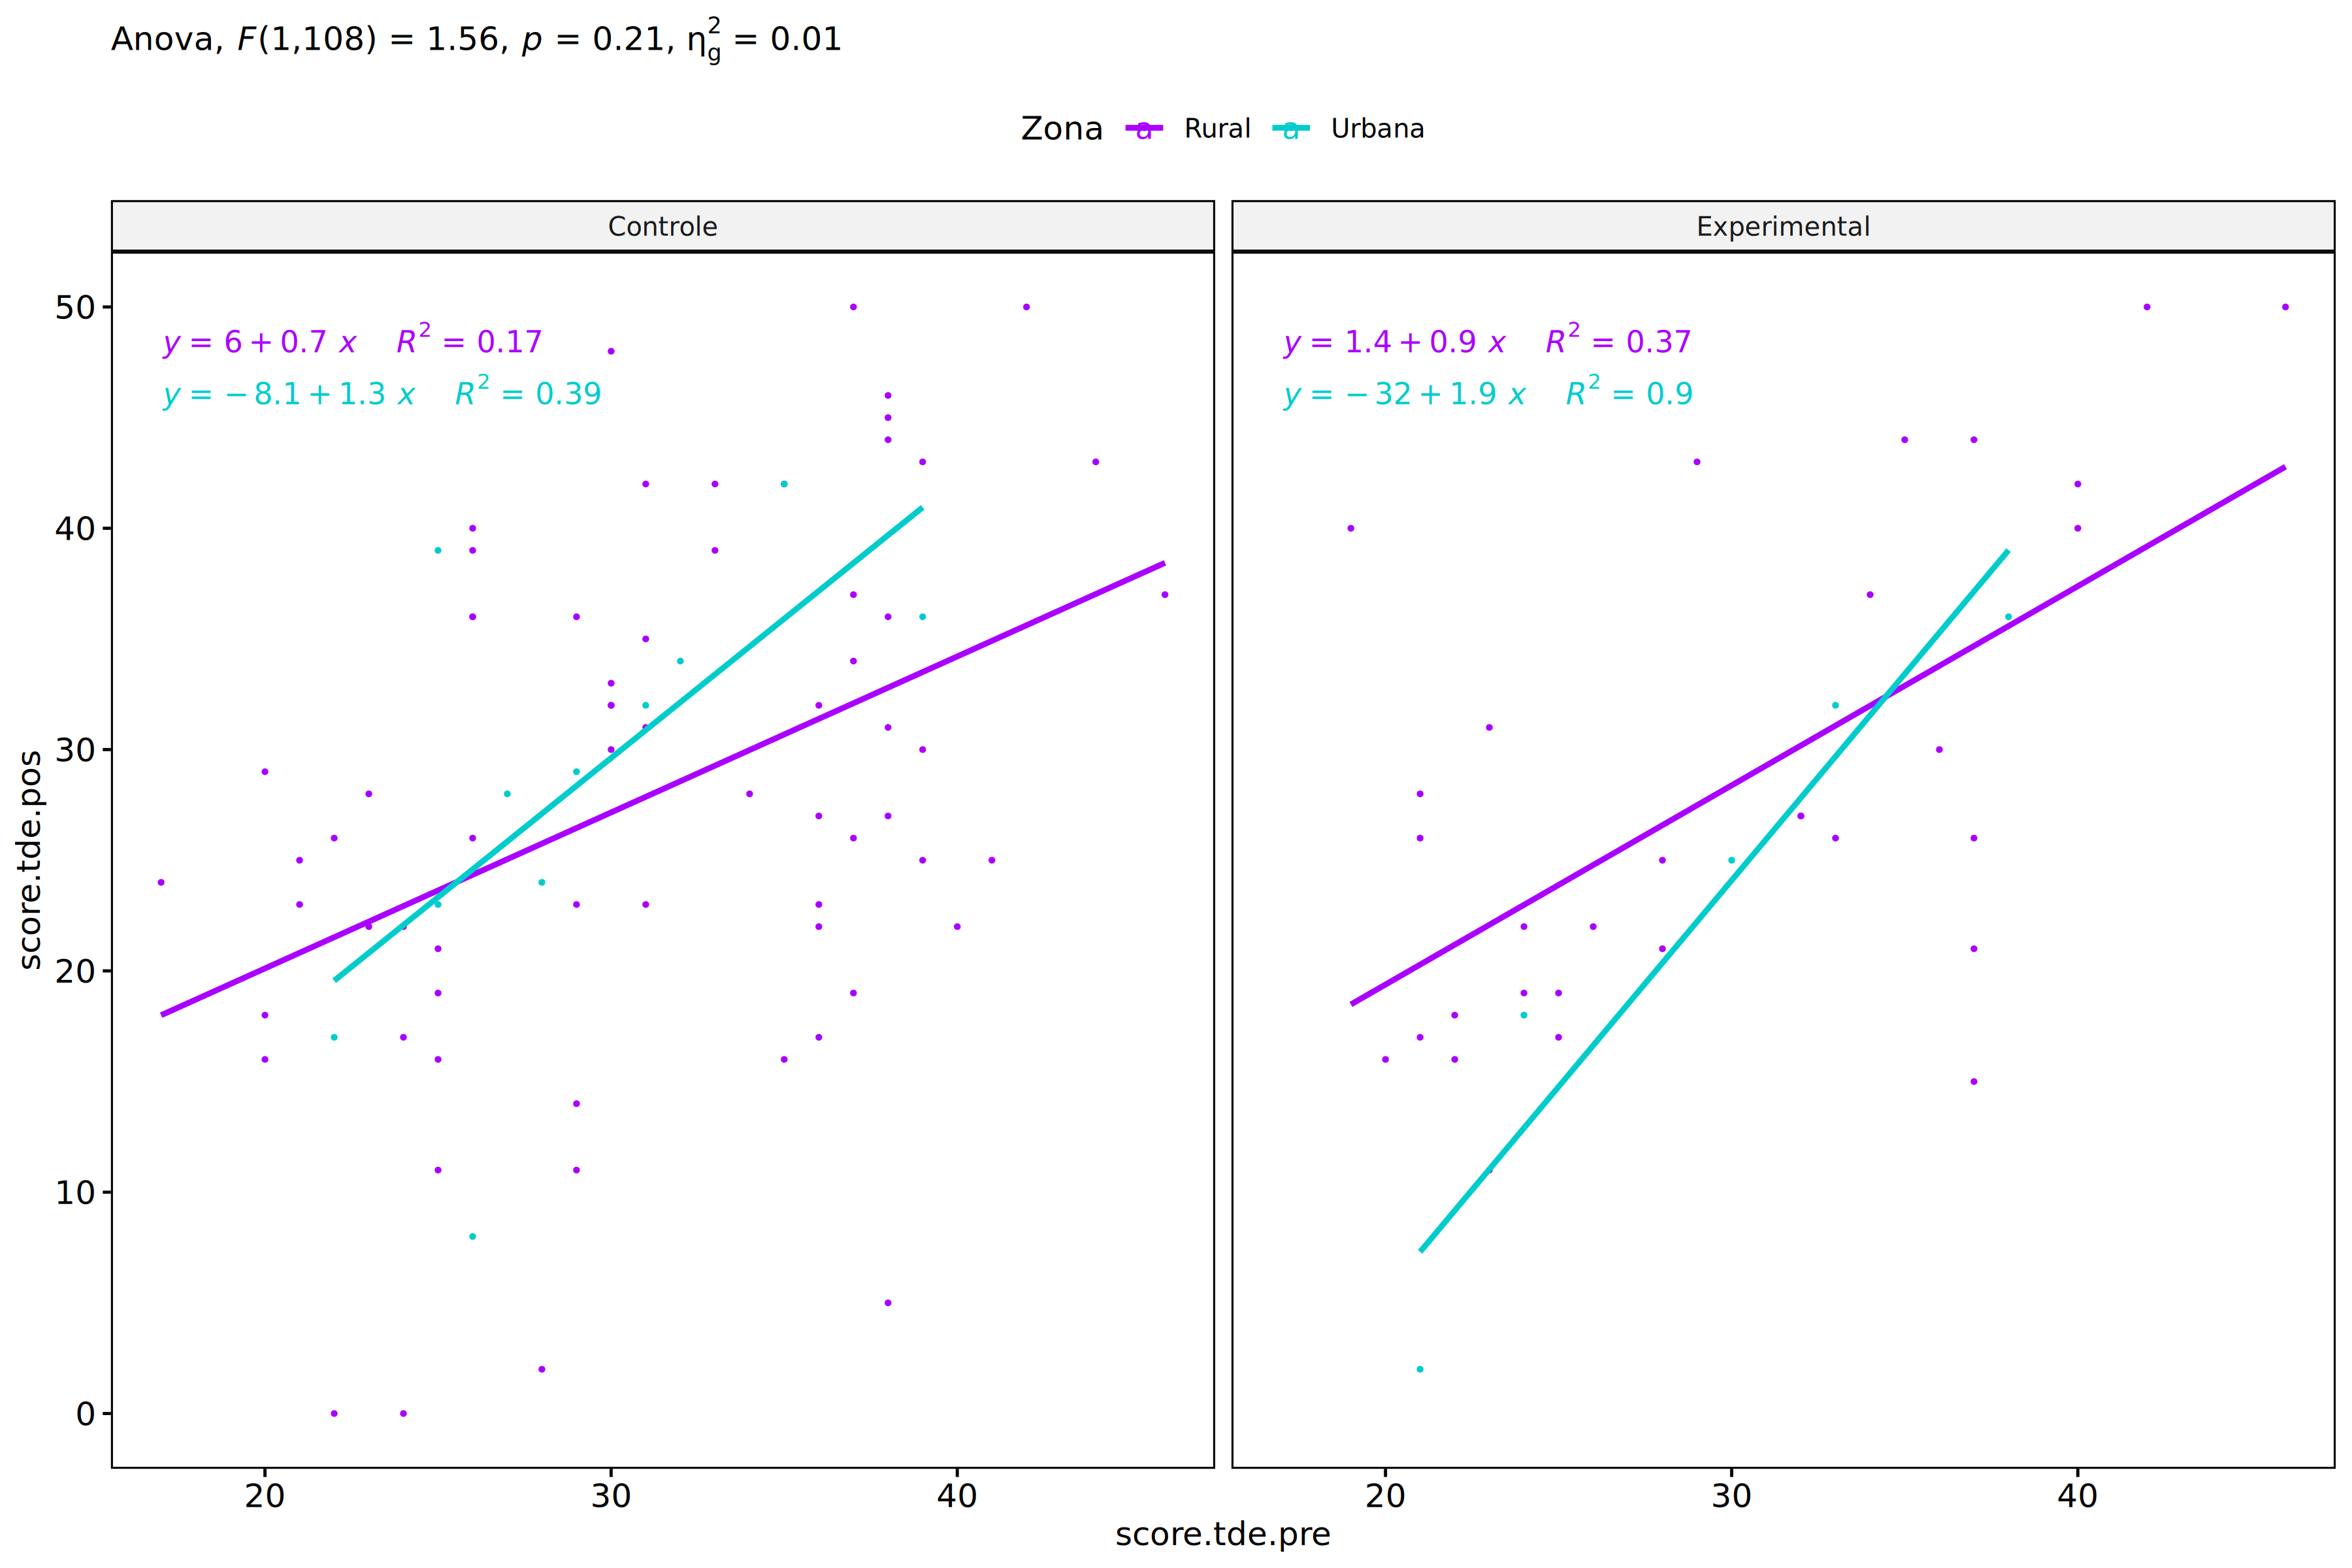 Anova, F(1,108) = 1.56, p = 0.21, η²g = 0.01
Zona a Rural a Urbana
Controle
Experimental
y = 6 + 0.7 x R² = 0.17
y = − 8.1 + 1.3 x R² = 0.39
y = 1.4 + 0.9 x R² = 0.37
y = − 32 + 1.9 x R² = 0.9
score.tde.pos
50
40
30
20
10
0
20 30 40
20 30 40
score.tde.pre